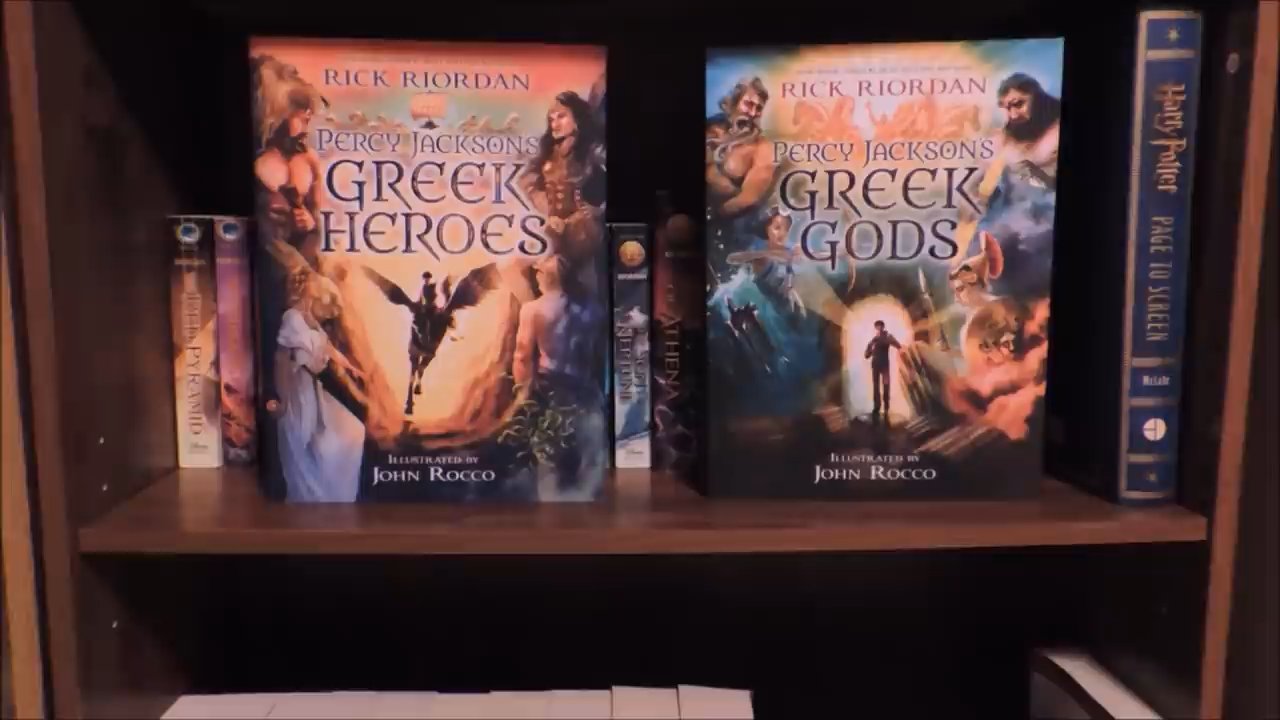 RICK RIORDAN
PERCY JACKSON'S
GREEK
HEROES
ILLUSTRATED BY
JOHN ROCCO
RICK RIORDAN
PERCY JACKSON'S
GREEK
GODS
ILLUSTRATED BY
JOHN ROCCO
PYRAMID
NEPTUNE
ATHENA
Harry Potter
PAGE TO SCREEN
McCabe